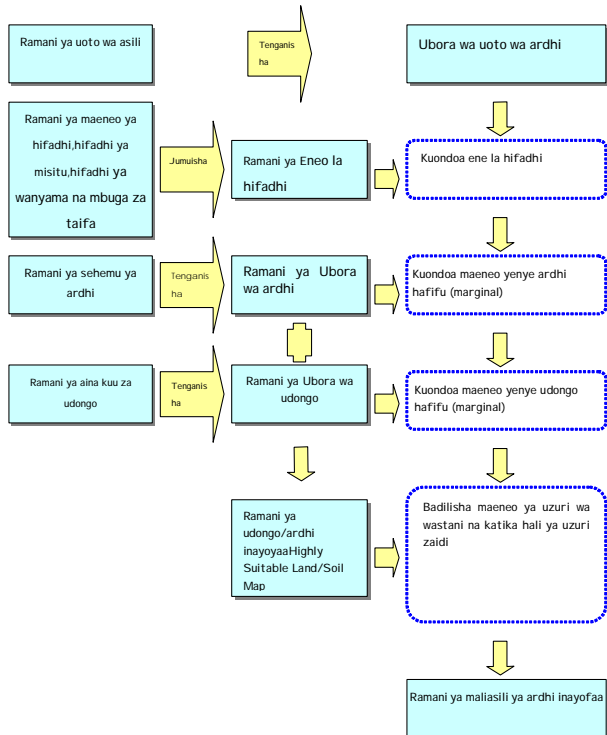 Ramani ya uoto wa asili
Tenganis
ha
Ubora wa uoto wa ardhi
Ramani ya maeneo ya
hifadhi,hifadhi ya
misitu,hifadhi ya
wanyama na mbuga za
taifa
Jumuisha
Ramani ya Eneo la
hifadhi
Kuondoa ene la hifadhi
Ramani ya sehemu ya
ardhi
Tenganis
ha
Ramani ya Ubora
wa ardhi
Kuondoa maeneo yenye ardhi
hafifu (marginal)
Ramani ya aina kuu za
udongo
Tenganis
ha
Ramani ya Ubora wa
udongo
Kuondoa maeneo yenye udongo
hafifu (marginal)
Ramani ya
udongo/ardhi
inayoyaaHighly
Suitable Land/Soil
Map
Badilisha maeneo ya uzuri wa
wastani na katika hali ya uzuri
zaidi
Ramani ya maliasili ya ardhi inayofaa